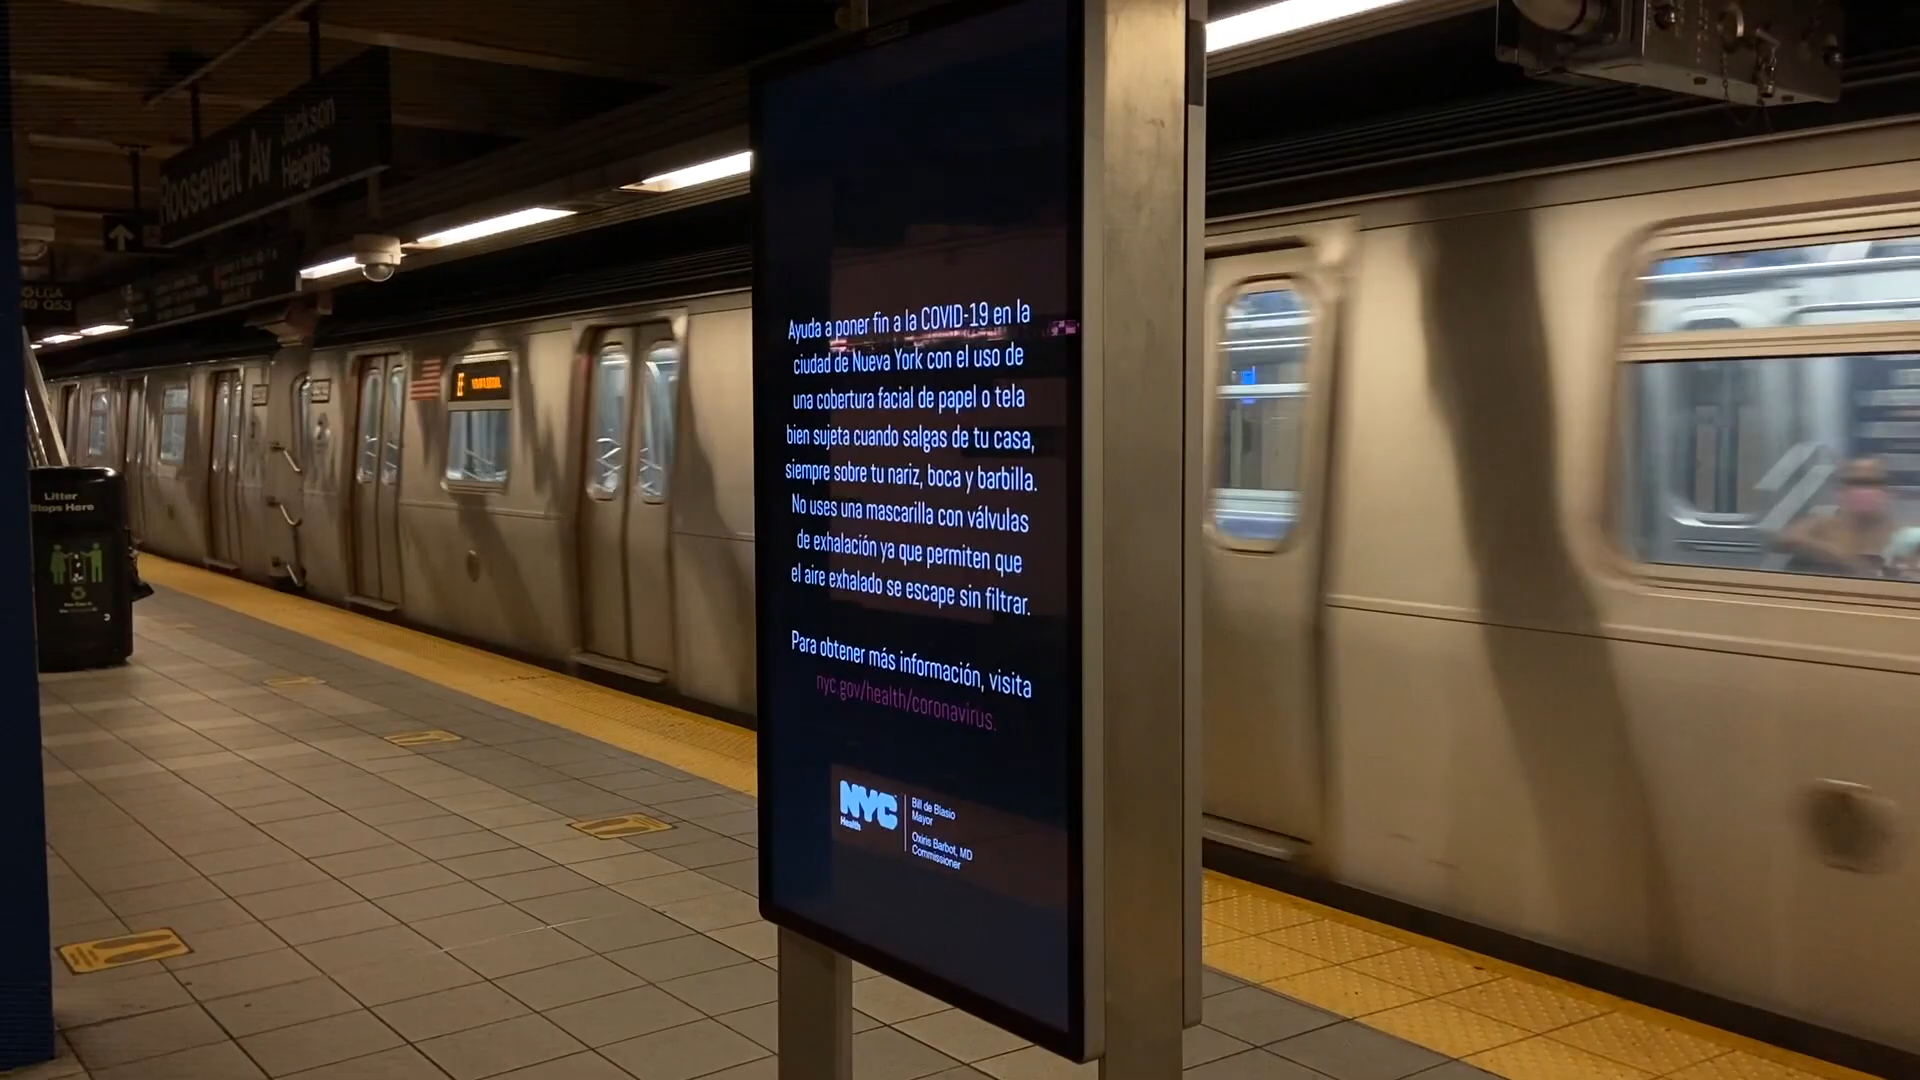 Roosevelt Av
Jackson
Heights
Litter
Stops Here
E
Ayuda a poner fin a la COVID-19 en la
ciudad de Nueva York con el uso de
una cobertura facial de papel o tela
bien sujeta cuando salgas de tu casa,
siempre sobre tu nariz, boca y barbilla.
No uses una mascarilla con válvulas
de exhalación ya que permiten que
el aire exhalado se escape sin filtrar.
Para obtener más información, visita
nyc.gov/health/coronavirus.
NYC
Health
Bill de Blasio
Mayor
Oxiris Barbot, MD
Commissioner